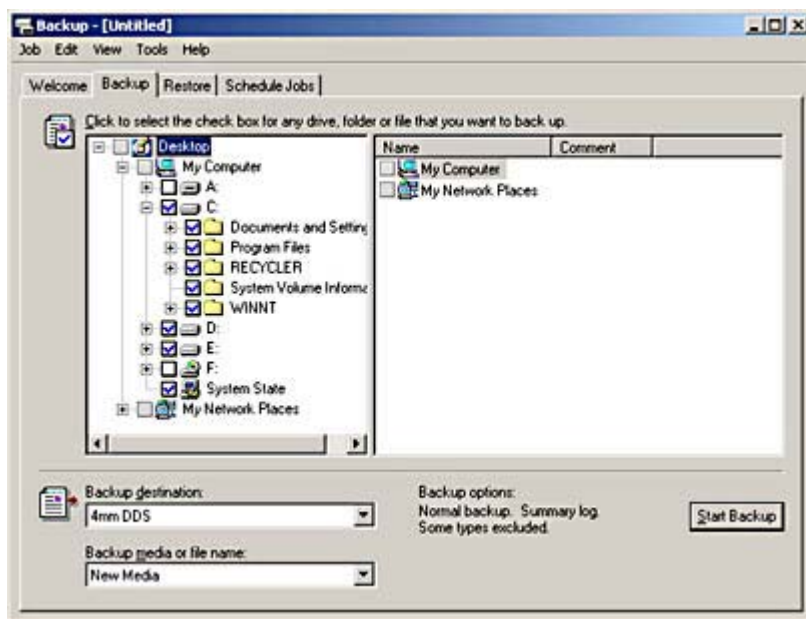 Backup - [Untitled]
Job Edit View Tools Help
Welcome Backup Restore Schedule Jobs
Click to select the check box for any drive, folder or file that you want to back up.
Desktop
My Computer
A:
C:
Documents and Setting
Program Files
RECYCLER
System Volume Informa
WINNT
D:
E:
F:
System State
My Network Places
Name Comment
My Computer
My Network Places
Backup destination:
4mm DDS
Backup media or file name:
New Media
Backup options:
Normal backup. Summary log.
Some types excluded.
Start Backup